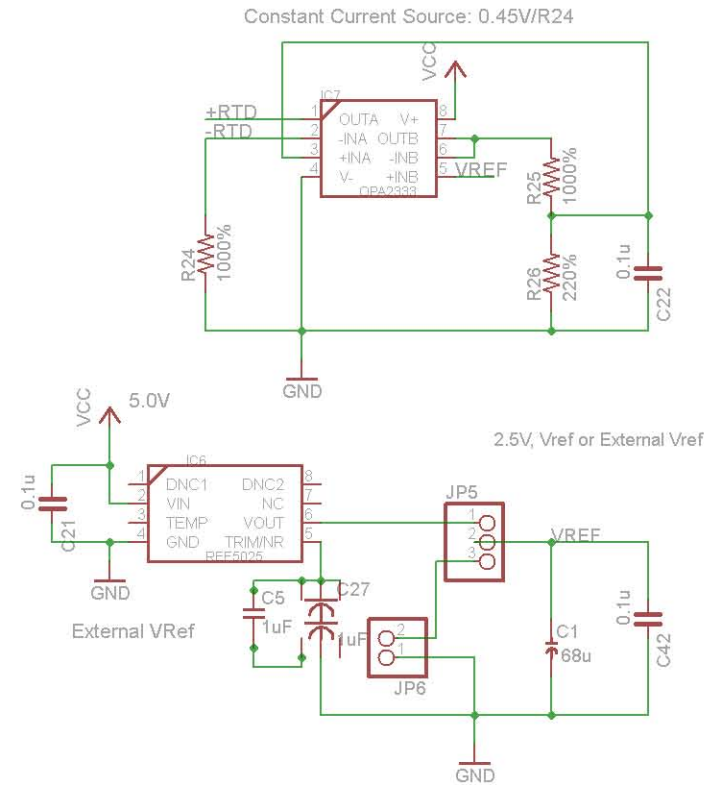 Constant Current Source: 0.45V/R24
VCC
IC7
+RTD
-RTD
1 OUTA V+ 8
2 -INA OUTB 7
3 +INA -INB 6
4 V- +INB 5
OPA2333
VREF
R25
1000%
R24
1000%
R26
220%
0.1u
C22
GND
VCC
5.0V
2.5V, Vref or External Vref
IC6
1 DNC1 DNC2 8
2 VIN NC 7
3 TEMP VOUT 6
4 GND TRIM/NR 5
REF5025
0.1u
C21
GND
JP5
1
2
3
VREF
External VRef
C5
1uF
C27
1uF
2
1
JP6
C1
68u
0.1u
C42
GND